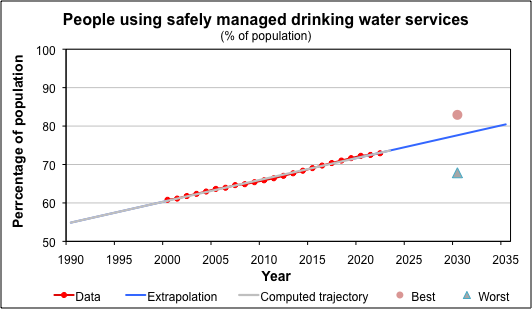 People using safely managed drinking water services
(% of population)
Perrcentage of population
100
90
80
70
60
50
1990 1995 2000 2005 2010 2015 2020 2025 2030 2035
Year
Data Extrapolation Computed trajectory Best Worst